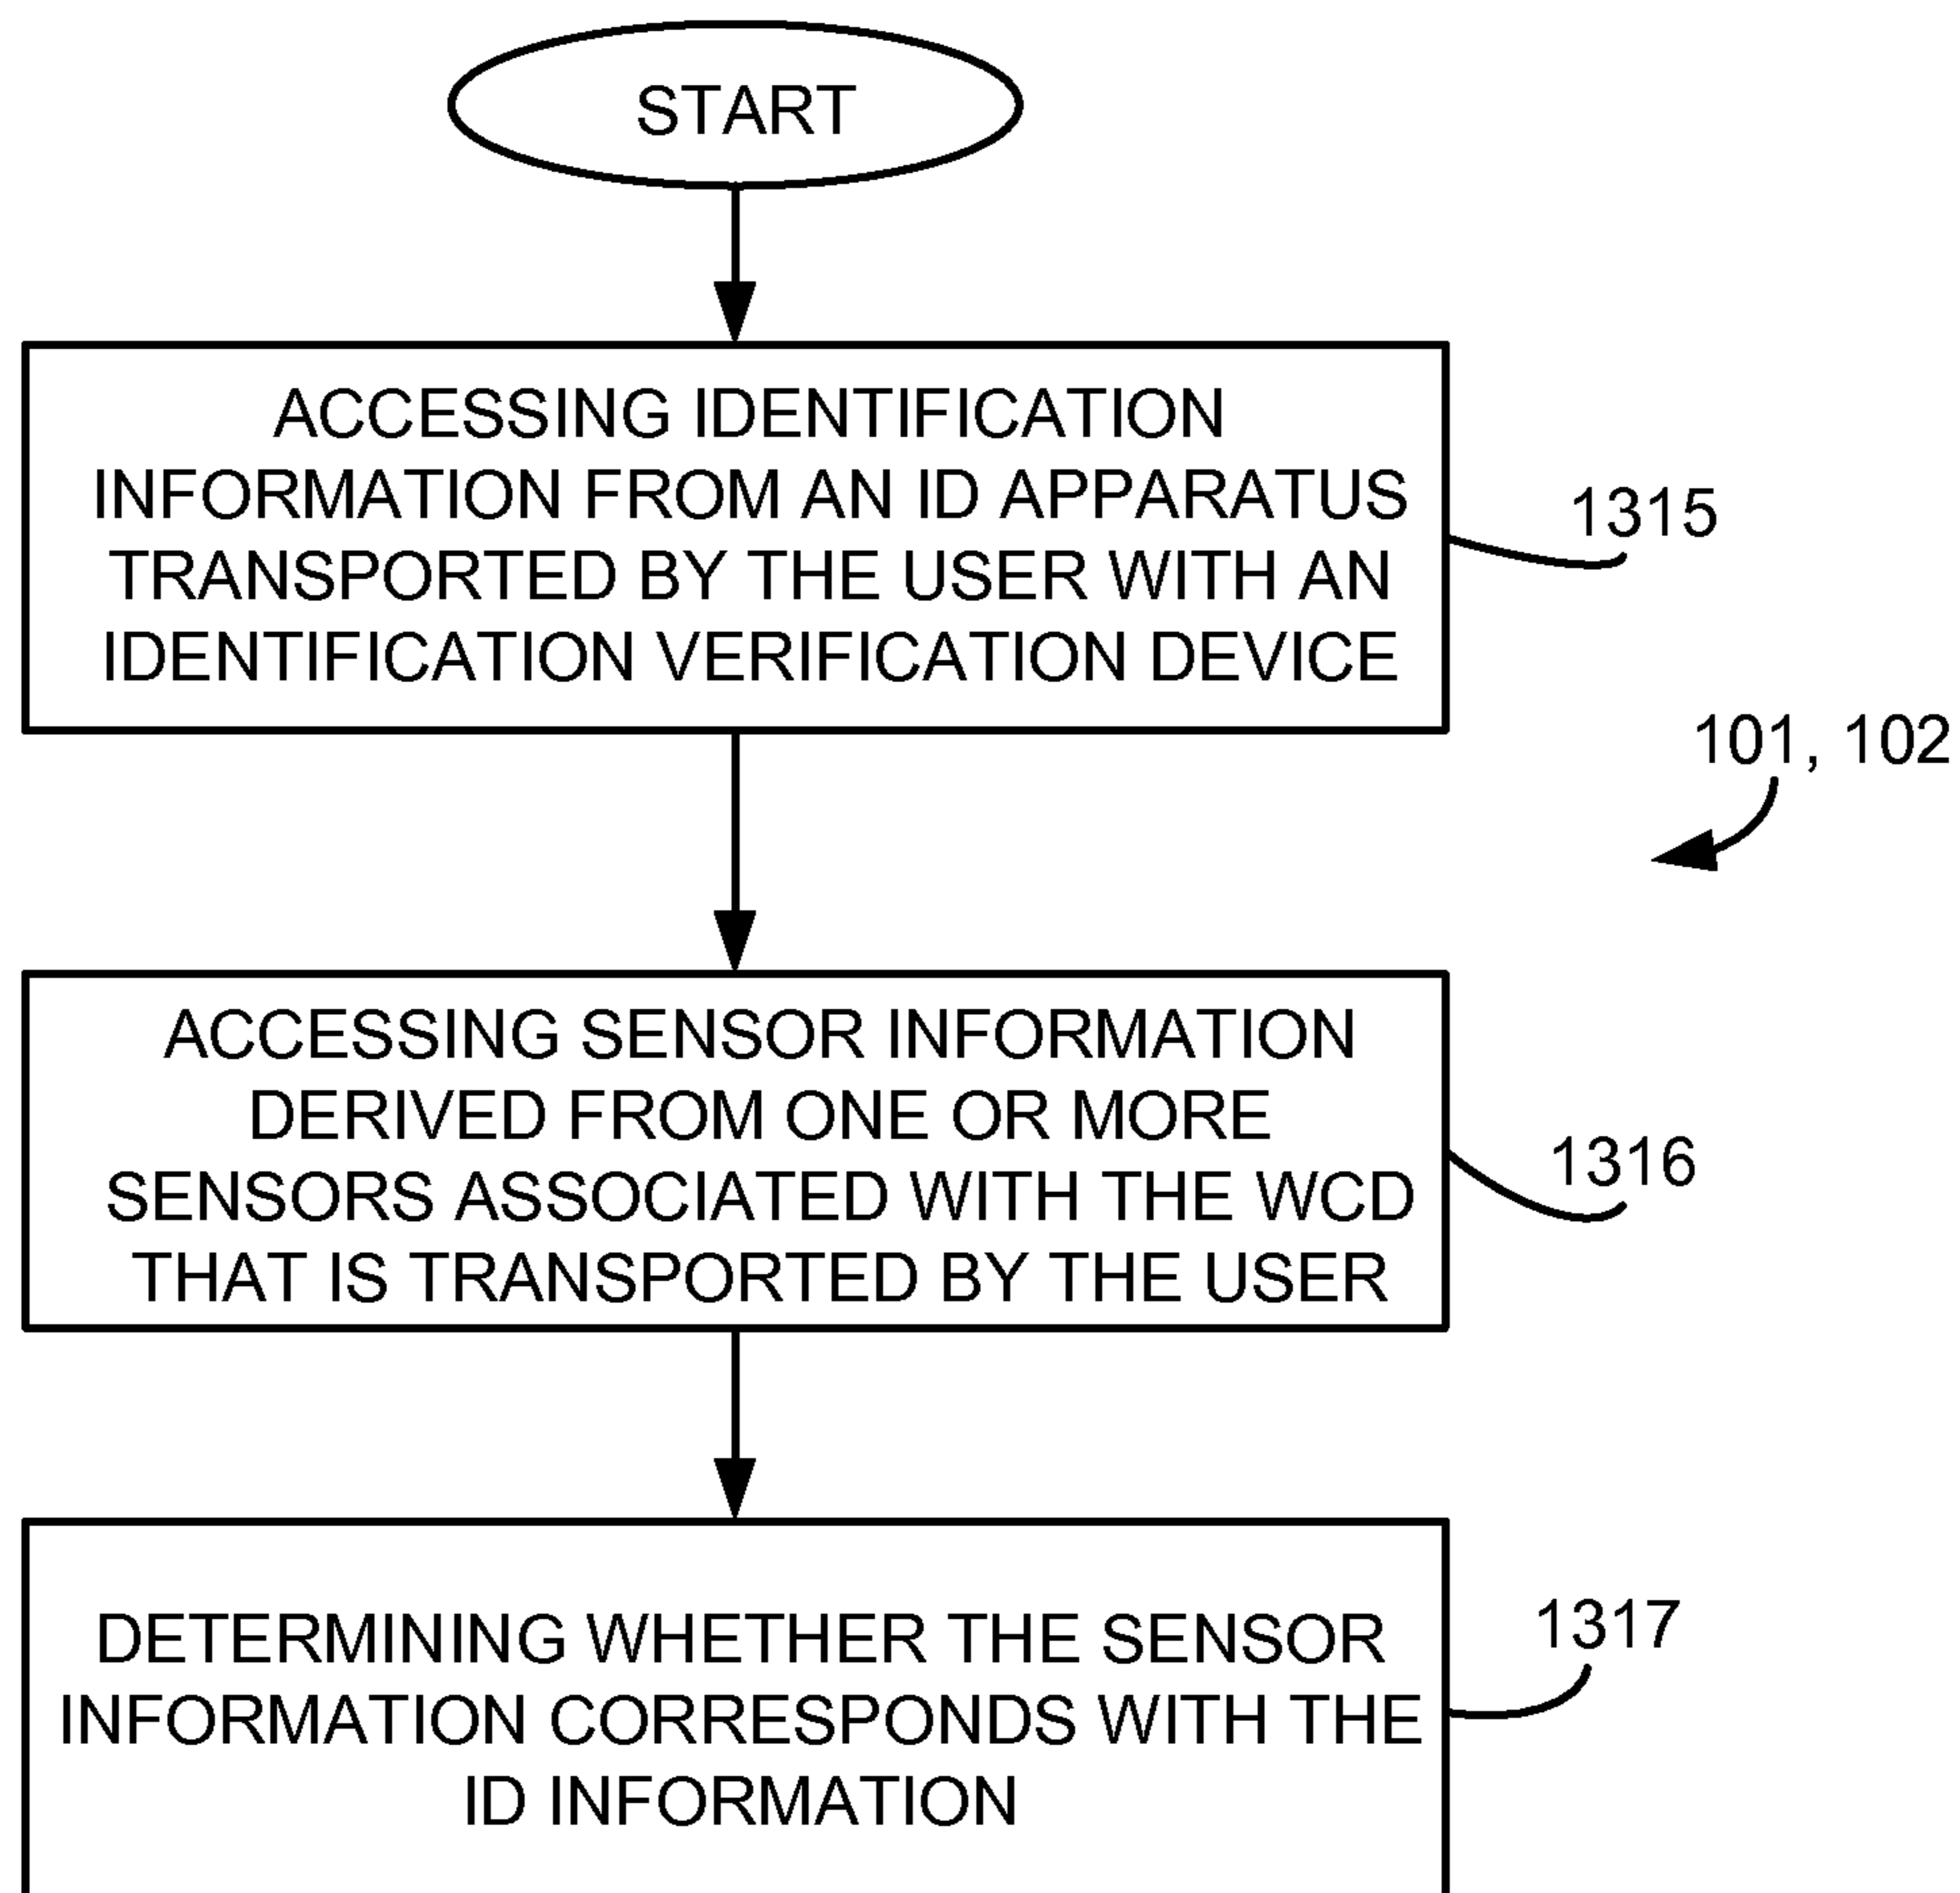 START
ACCESSING IDENTIFICATION
INFORMATION FROM AN ID APPARATUS
TRANSPORTED BY THE USER WITH AN
IDENTIFICATION VERIFICATION DEVICE
1315
101, 102
ACCESSING SENSOR INFORMATION
DERIVED FROM ONE OR MORE
SENSORS ASSOCIATED WITH THE WCD
THAT IS TRANSPORTED BY THE USER
1316
DETERMINING WHETHER THE SENSOR
INFORMATION CORRESPONDS WITH THE
ID INFORMATION
1317